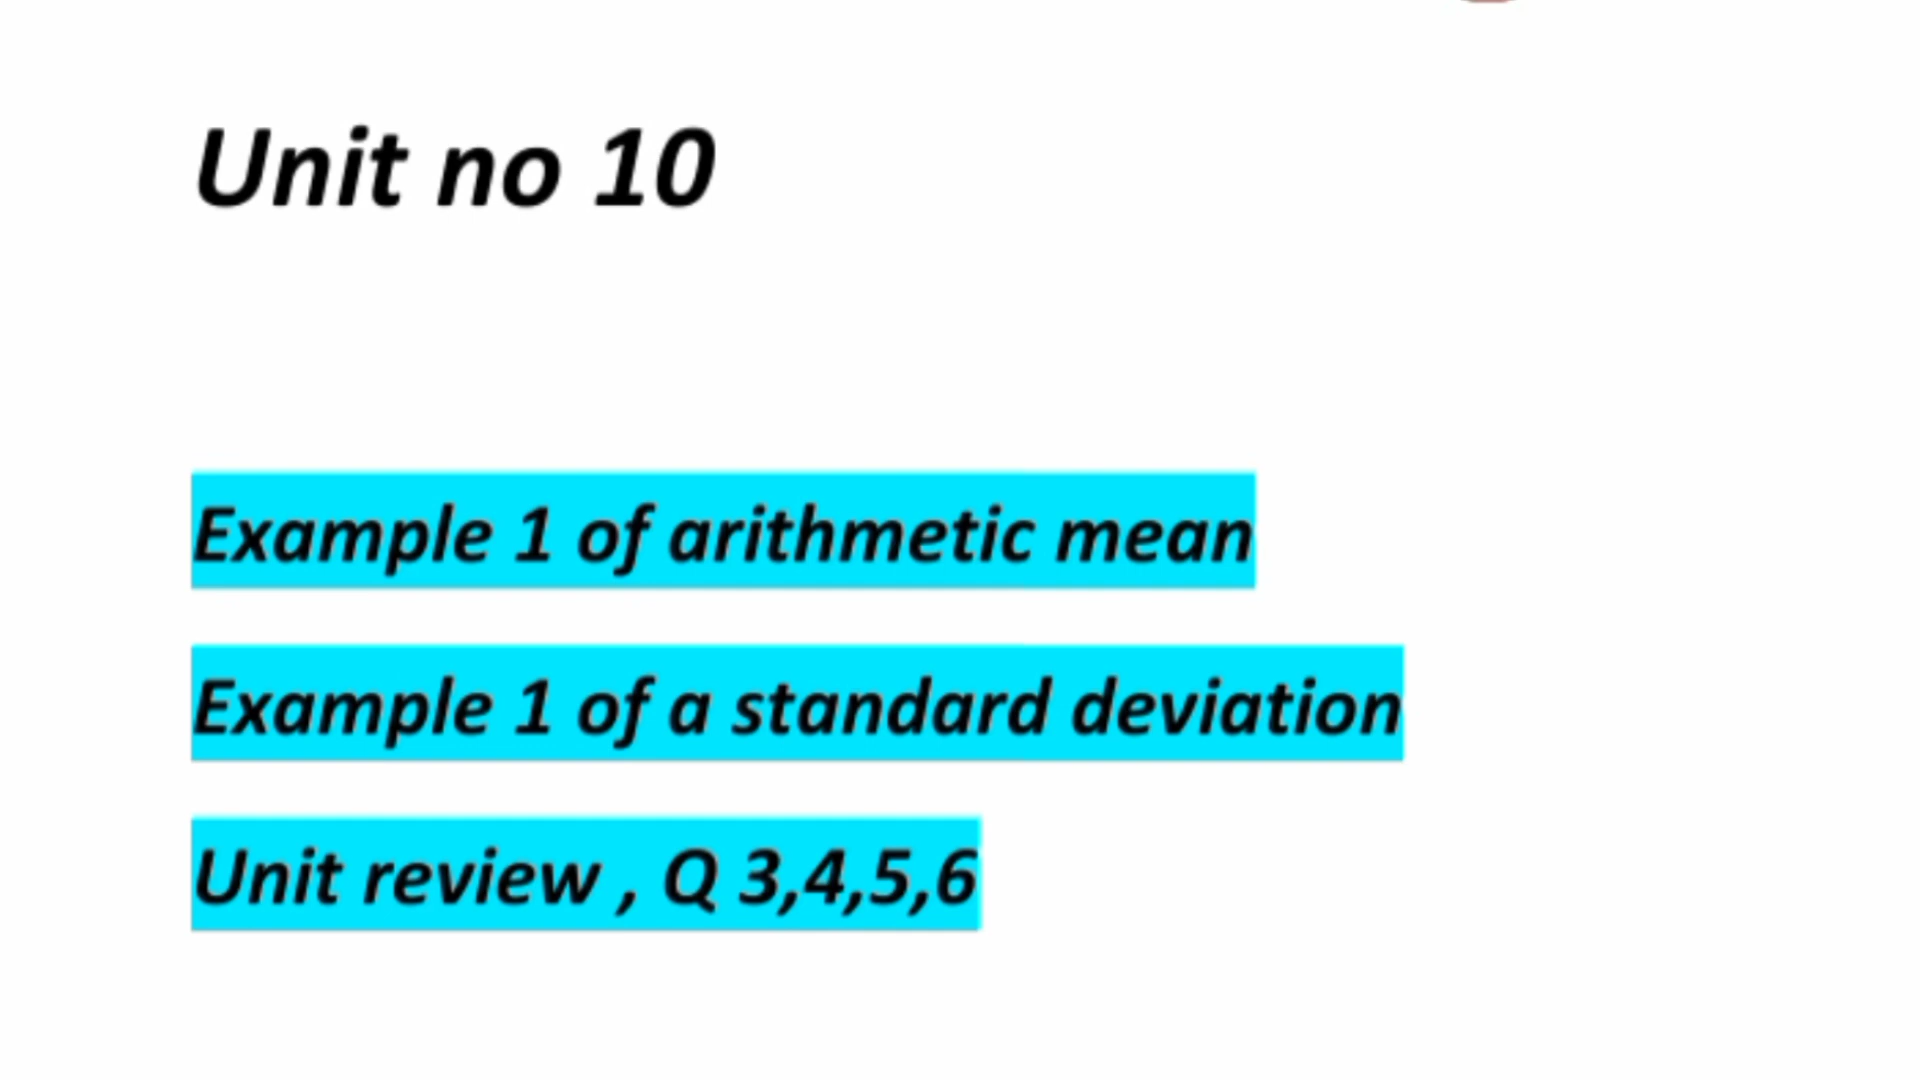 Unit no 10
Example 1 of arithmetic mean
Example 1 of a standard deviation
Unit review , Q 3,4,5,6